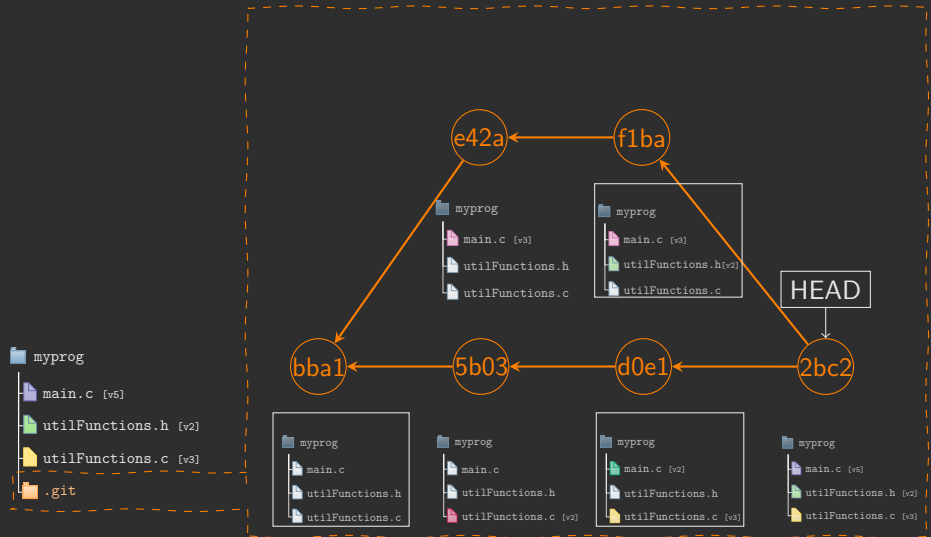 e42a
f1ba
myprog
main.c [v3]
utilFunctions.h
utilFunctions.c
myprog
main.c [v3]
utilFunctions.h[v2]
utilFunctions.c
HEAD
bba1
5b03
d0e1
2bc2
myprog
main.c [v5]
utilFunctions.h [v2]
utilFunctions.c [v3]
.git
myprog
main.c
utilFunctions.h
utilFunctions.c
myprog
main.c
utilFunctions.h
utilFunctions.c [v2]
myprog
main.c [v2]
utilFunctions.h
utilFunctions.c [v3]
myprog
main.c [v5]
utilFunctions.h [v2]
utilFunctions.c [v3]